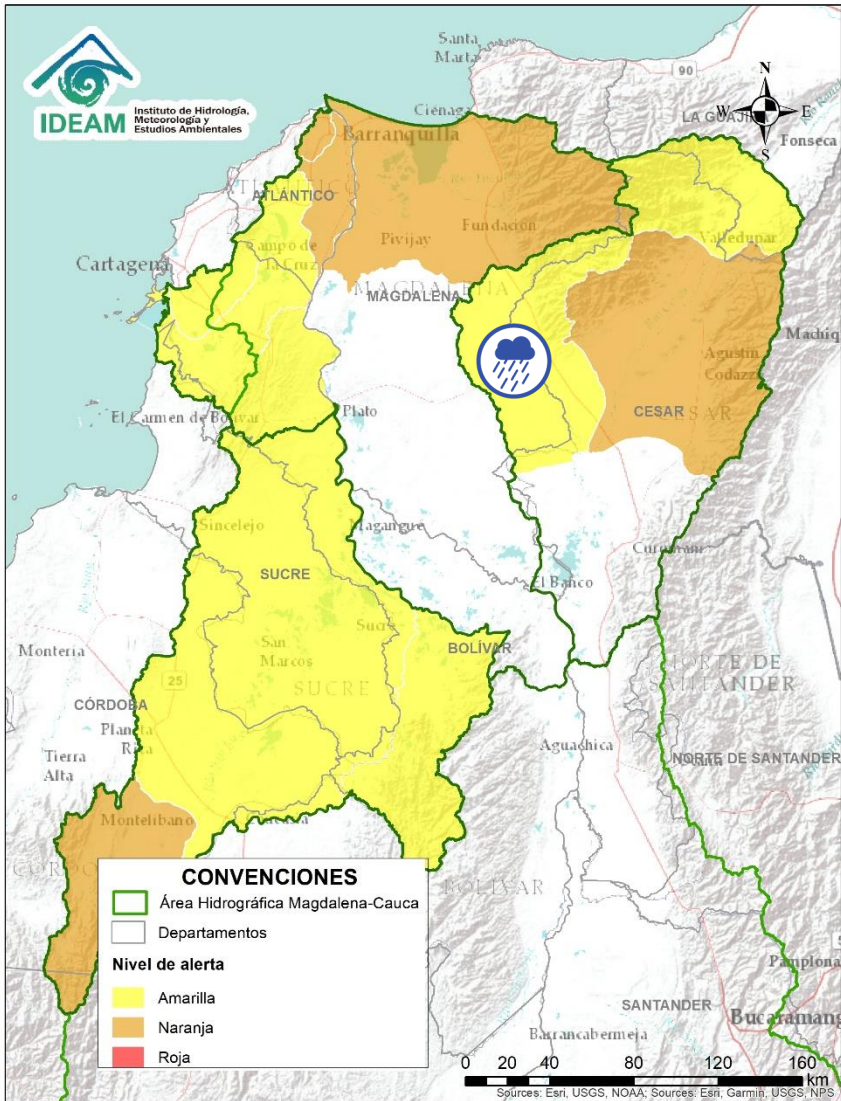 IDEAM
Instituto de Hidrología,
Meteorología y
Estudios Ambientales
Santa
Marta
90
N
W
E
S
LA GUAJI
Ciénaga
Fonseca
Barranquilla
ATLÁNTICO
Valledupar
Campo de
la Cruz
Pivijay
Fundación
Cartagena
MAGDALENA
Agustín
Codazzi
El Carmen de Bolívar
Plato
CESAR
Sincelejo
Magangué
SUCRE
Curumaní
El Banco
Sucre
San
Marcos
BOLÍVAR
Montería
25
SUCRE
NORTE DE
SANTANDER
CÓRDOBA
Planeta
Rica
Aguachica
NORTE DE SANTANDER
Tierra
Alta
Montelíbano
BOLÍVAR
CONVENCIONES
Área Hidrográfica Magdalena-Cauca
Departamentos
Nivel de alerta
Amarilla
Naranja
Roja
Pamplona
SANTANDER
Bucaramang
Barrancabermeja
0 20 40 80 120 160
km
Sources: Esri, USGS, NOAA; Sources: Esri, Garmin, USGS, NPS